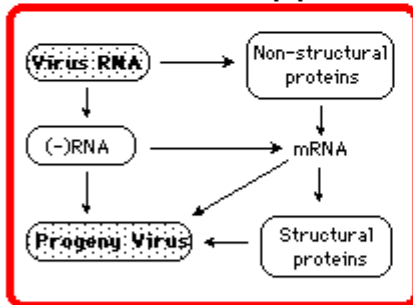 Virus RNA
Non-structural
proteins
(-)RNA
mRNA
Progeny Virus
Structural
proteins